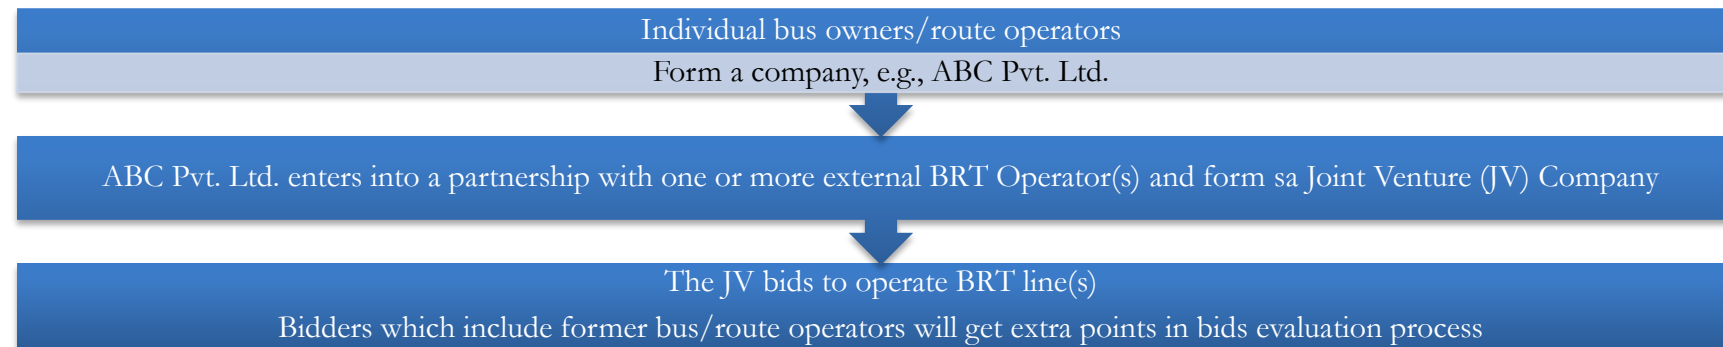 Individual bus owners/route operators
Form a company, e.g., ABC Pvt. Ltd.
ABC Pvt. Ltd. enters into a partnership with one or more external BRT Operator(s) and form sa Joint Venture (JV) Company
The JV bids to operate BRT line(s)
Bidders which include former bus/route operators will get extra points in bids evaluation process